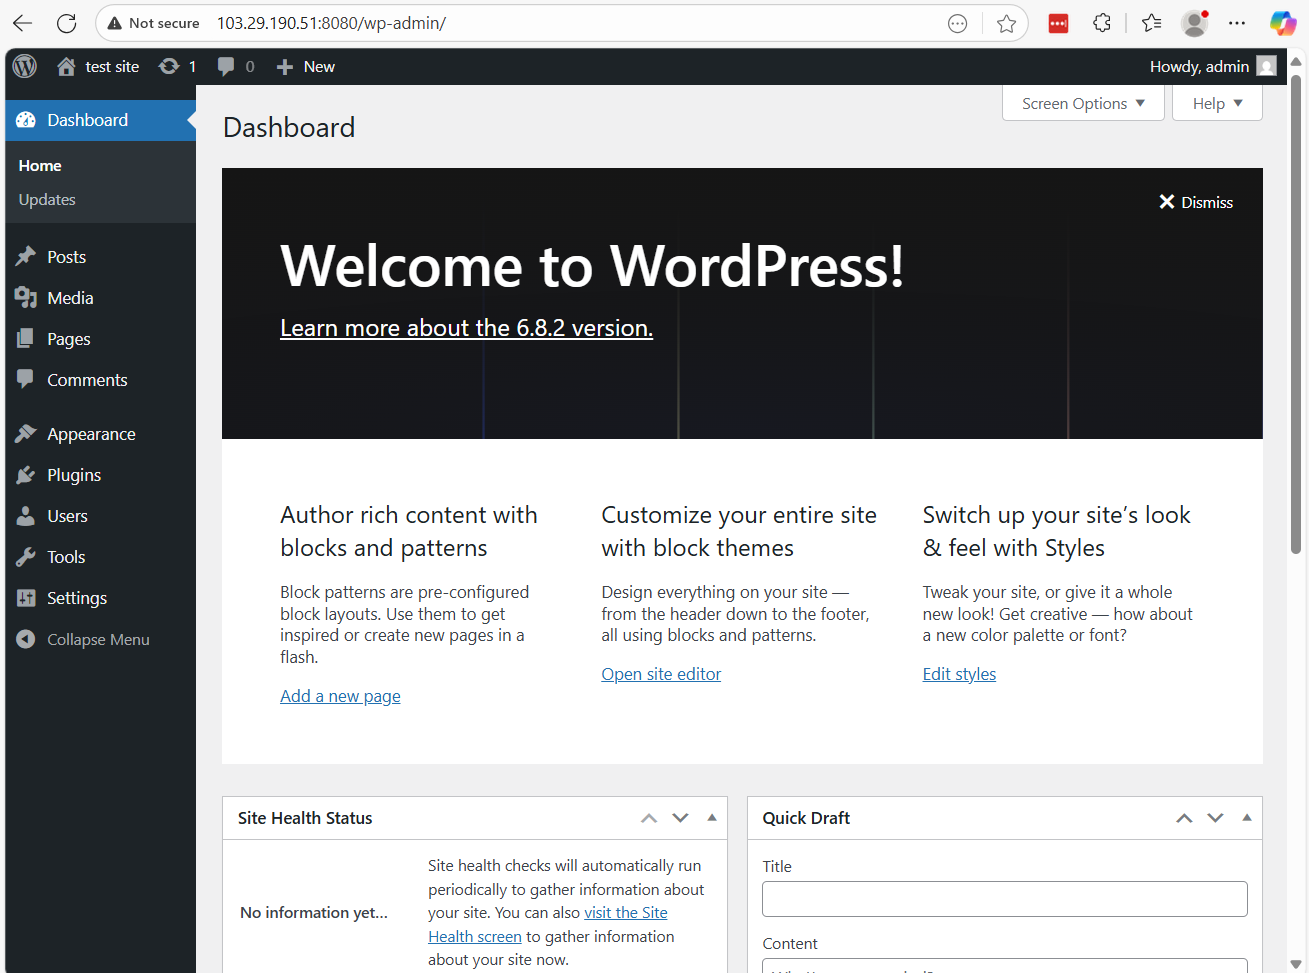 Not secure 103.29.190.51:8080/wp-admin/
test site 1 0 New Howdy, admin
Screen Options Help
Dashboard
Home
Updates
Posts
Media
Pages
Comments
Appearance
Plugins
Users
Tools
Settings
Collapse Menu
Dashboard
Dismiss
Welcome to WordPress!
Learn more about the 6.8.2 version.
Author rich content with
blocks and patterns
Block patterns are pre-configured
block layouts. Use them to get
inspired or create new pages in a
flash.
Add a new page
Customize your entire site
with block themes
Design everything on your site —
from the header down to the footer,
all using blocks and patterns.
Open site editor
Switch up your site’s look
& feel with Styles
Tweak your site, or give it a whole
new look! Get creative — how about
a new color palette or font?
Edit styles
Site Health Status
No information yet...
Site health checks will automatically run
periodically to gather information about
your site. You can also visit the Site
Health screen to gather information
about your site now.
Quick Draft
Title
Content